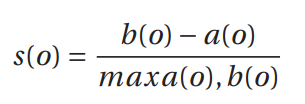 s(o) = b(o) − a(o) / maxa(o), b(o)